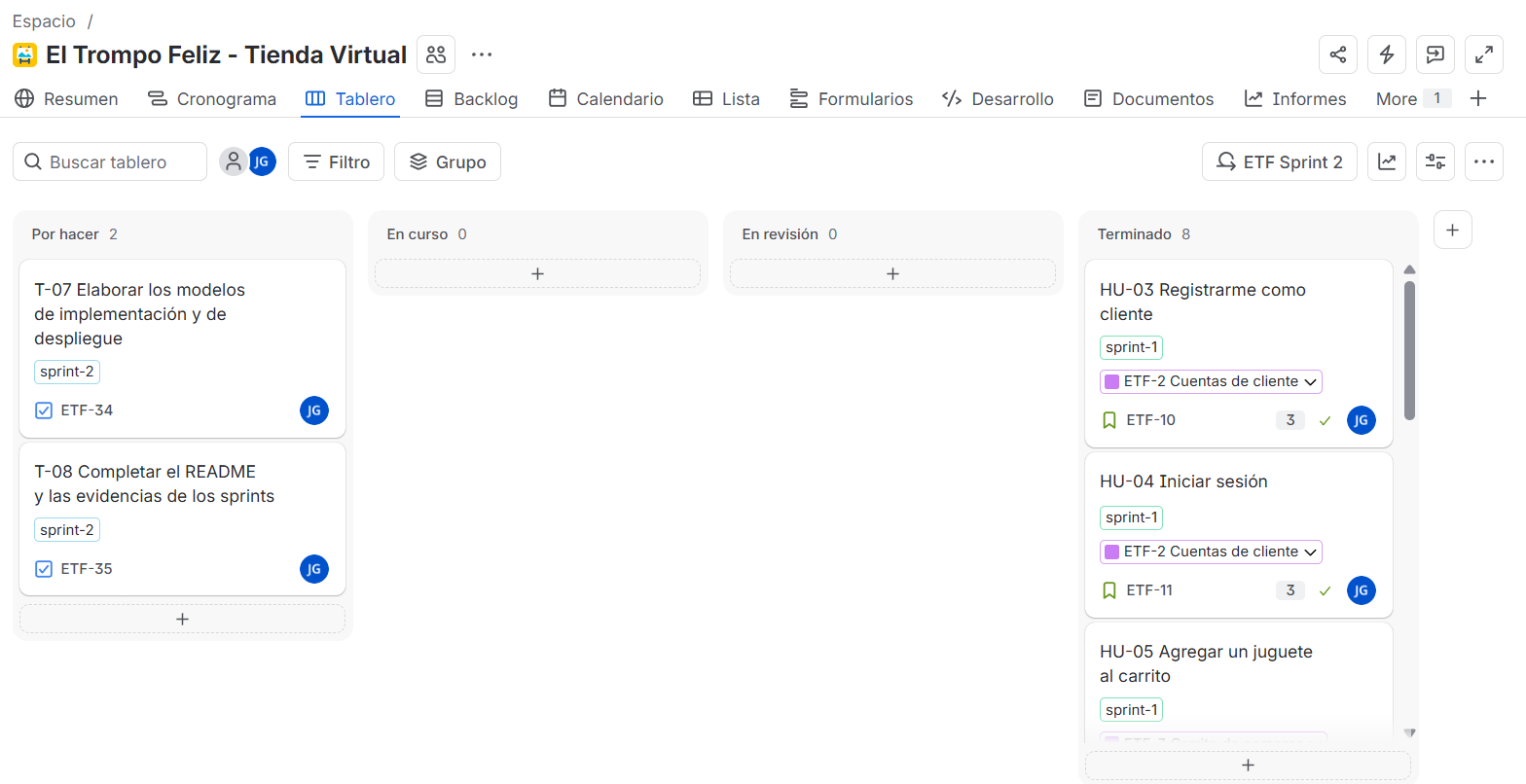 Espacio /
El Trompo Feliz - Tienda Virtual
Resumen Cronograma Tablero Backlog Calendario Lista Formularios Desarrollo Documentos Informes More 1
Buscar tablero JG Filtro Grupo ETF Sprint 2
Por hacer 2
T-07 Elaborar los modelos
de implementación y de
despliegue
sprint-2
ETF-34 JG
T-08 Completar el README
y las evidencias de los sprints
sprint-2
ETF-35 JG
En curso 0
En revisión 0
Terminado 8
HU-03 Registrarme como
cliente
sprint-1
ETF-2 Cuentas de cliente
ETF-10 3 JG
HU-04 Iniciar sesión
sprint-1
ETF-2 Cuentas de cliente
ETF-11 3 JG
HU-05 Agregar un juguete
al carrito
sprint-1